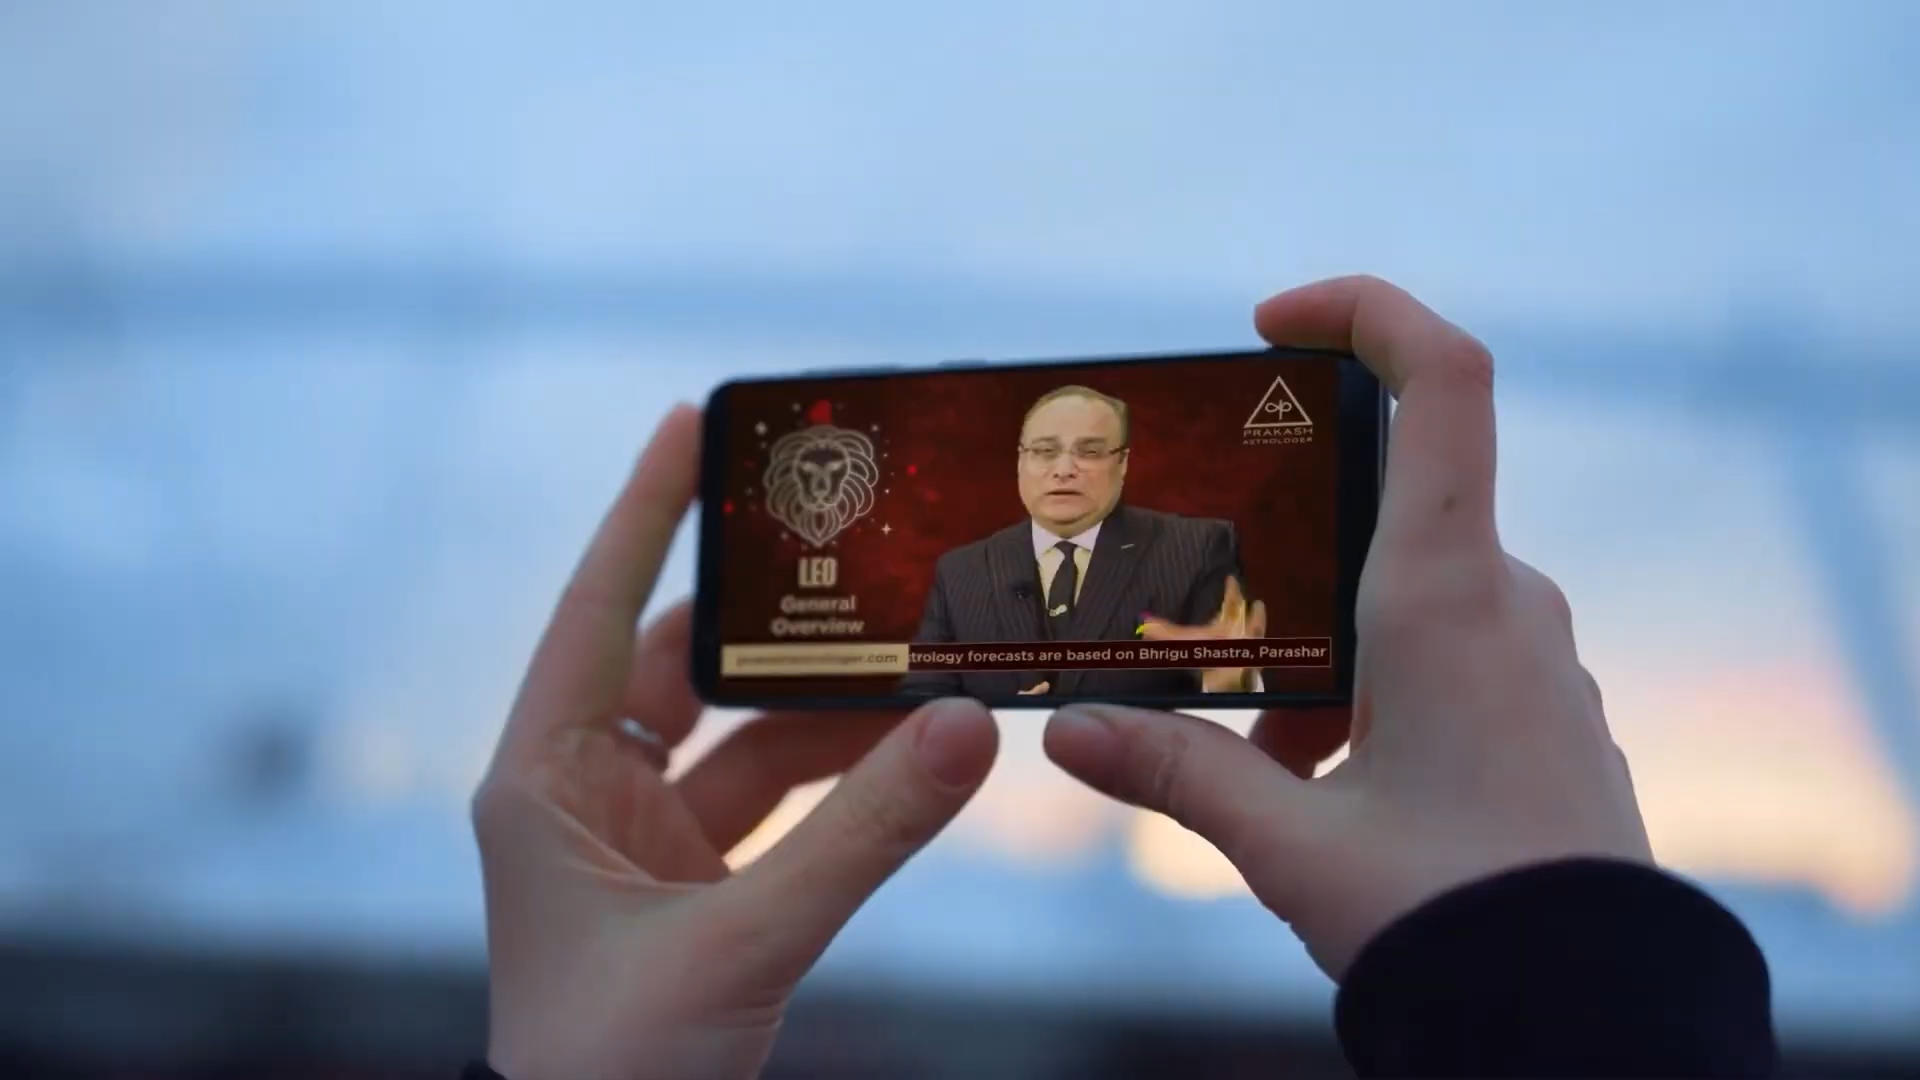 PRAKASH
ASTROLOGER
LEO
General
Overview
trology forecasts are based on Bhrigu Shastra, Parashar